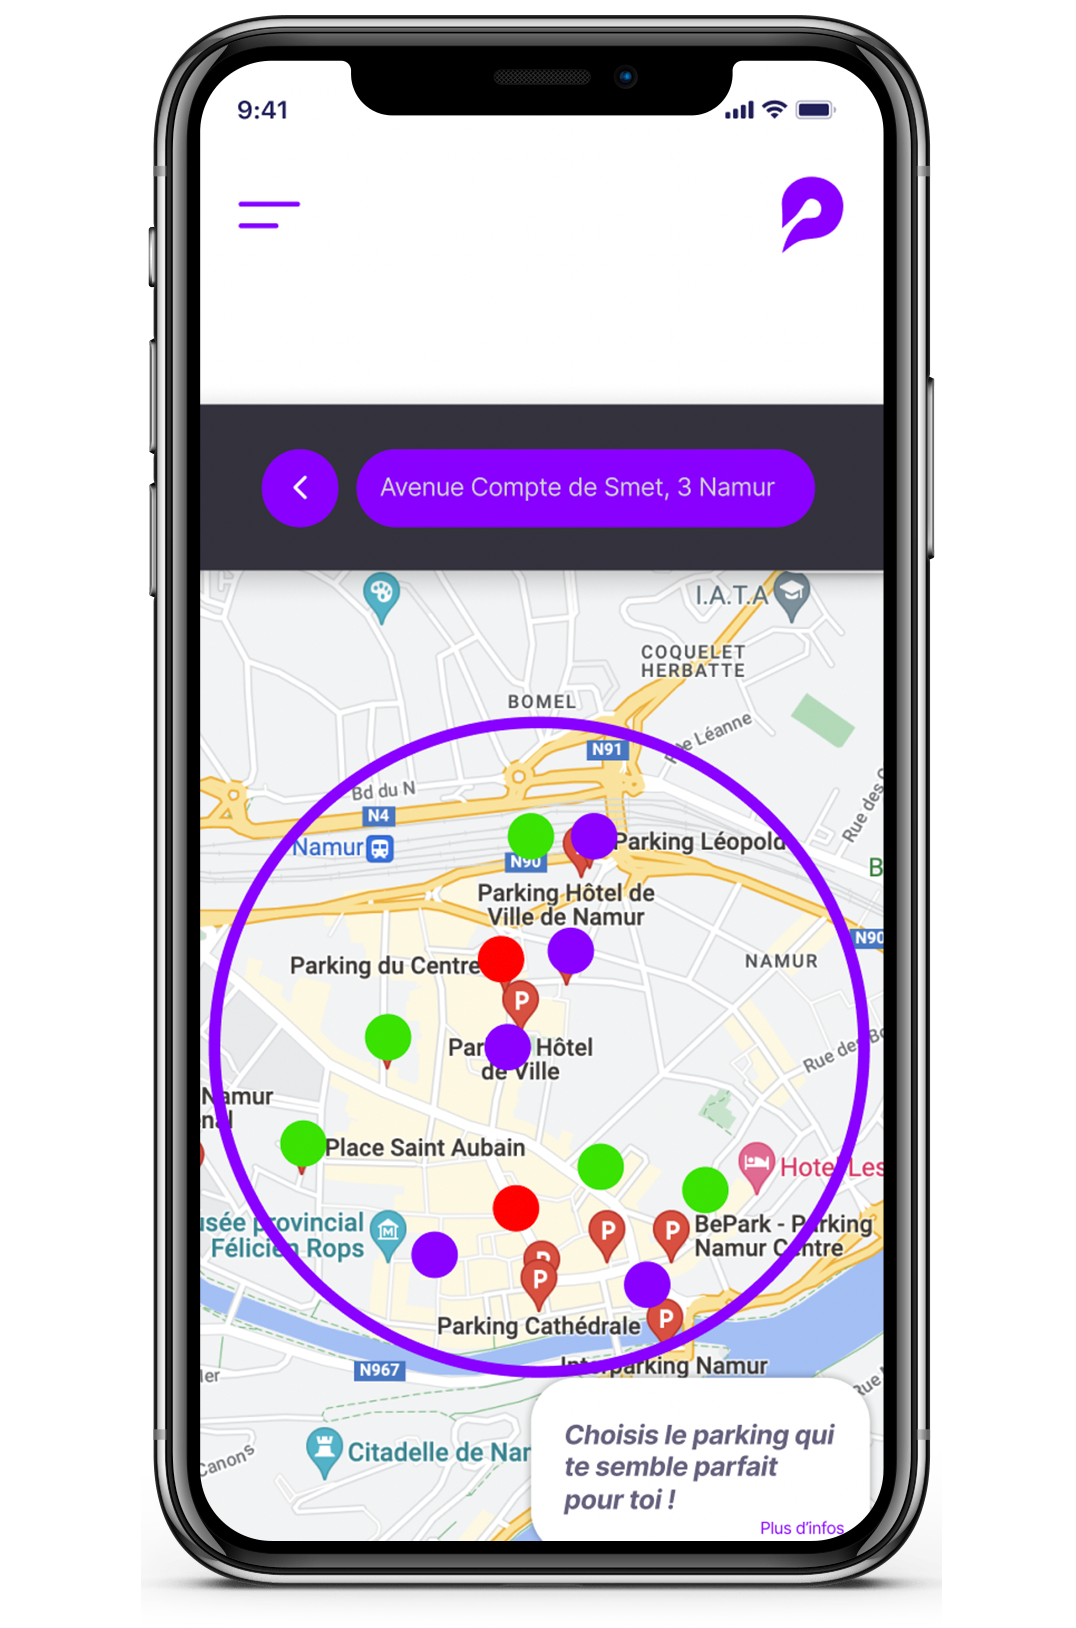 9:41
Avenue Compte de Smet, 3 Namur
I.A.T.A
COQUELET
HERBATTE
BOMEL
Rue Léanne
N91
Bd du N
N4
Rue des
Namur
N90
Parking Léopold
B
Parking Hôtel de
Ville de Namur
N90
Parking du Centre
NAMUR
P
Hôtel
de Ville
Rue des Bo
Namur
nal
Place Saint Aubain
Hotel Les
usée provincial
Félicien Rops
P
P
BePark - Parking
Namur Centre
P
P
P
Parking Cathédrale
Interparking Namur
N967
ler
Rue
Canons
Citadelle de Nar
Choisis le parking qui
te semble parfait
pour toi !
Plus d'infos